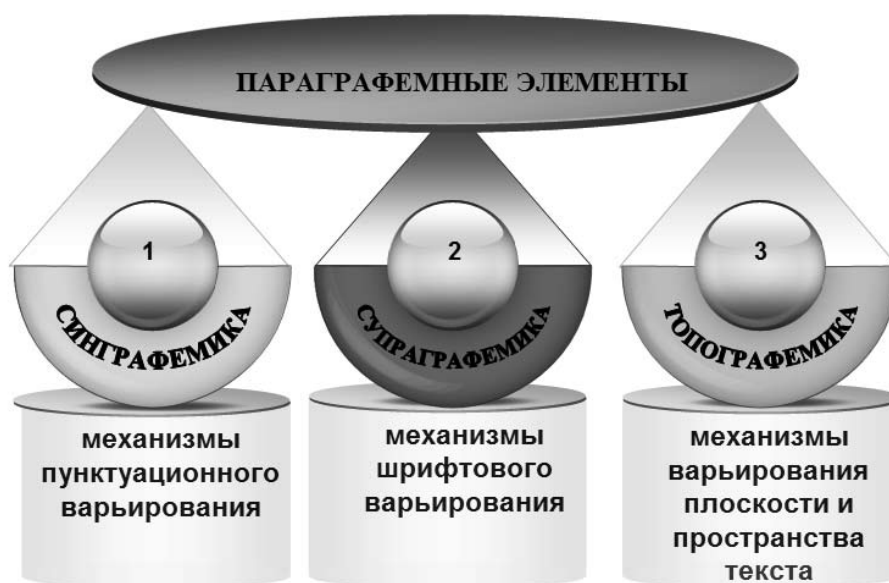 ПАРАГРАФЕМНЫЕ ЭЛЕМЕНТЫ
1
СИНГРАФЕМИКА
механизмы
пунктуационного
варьирования
2
СУПРАГРАФЕМИКА
механизмы
шрифтового
варьирования
3
ТОПОГРАФЕМИКА
механизмы
варьирования
плоскости и
пространства
текста